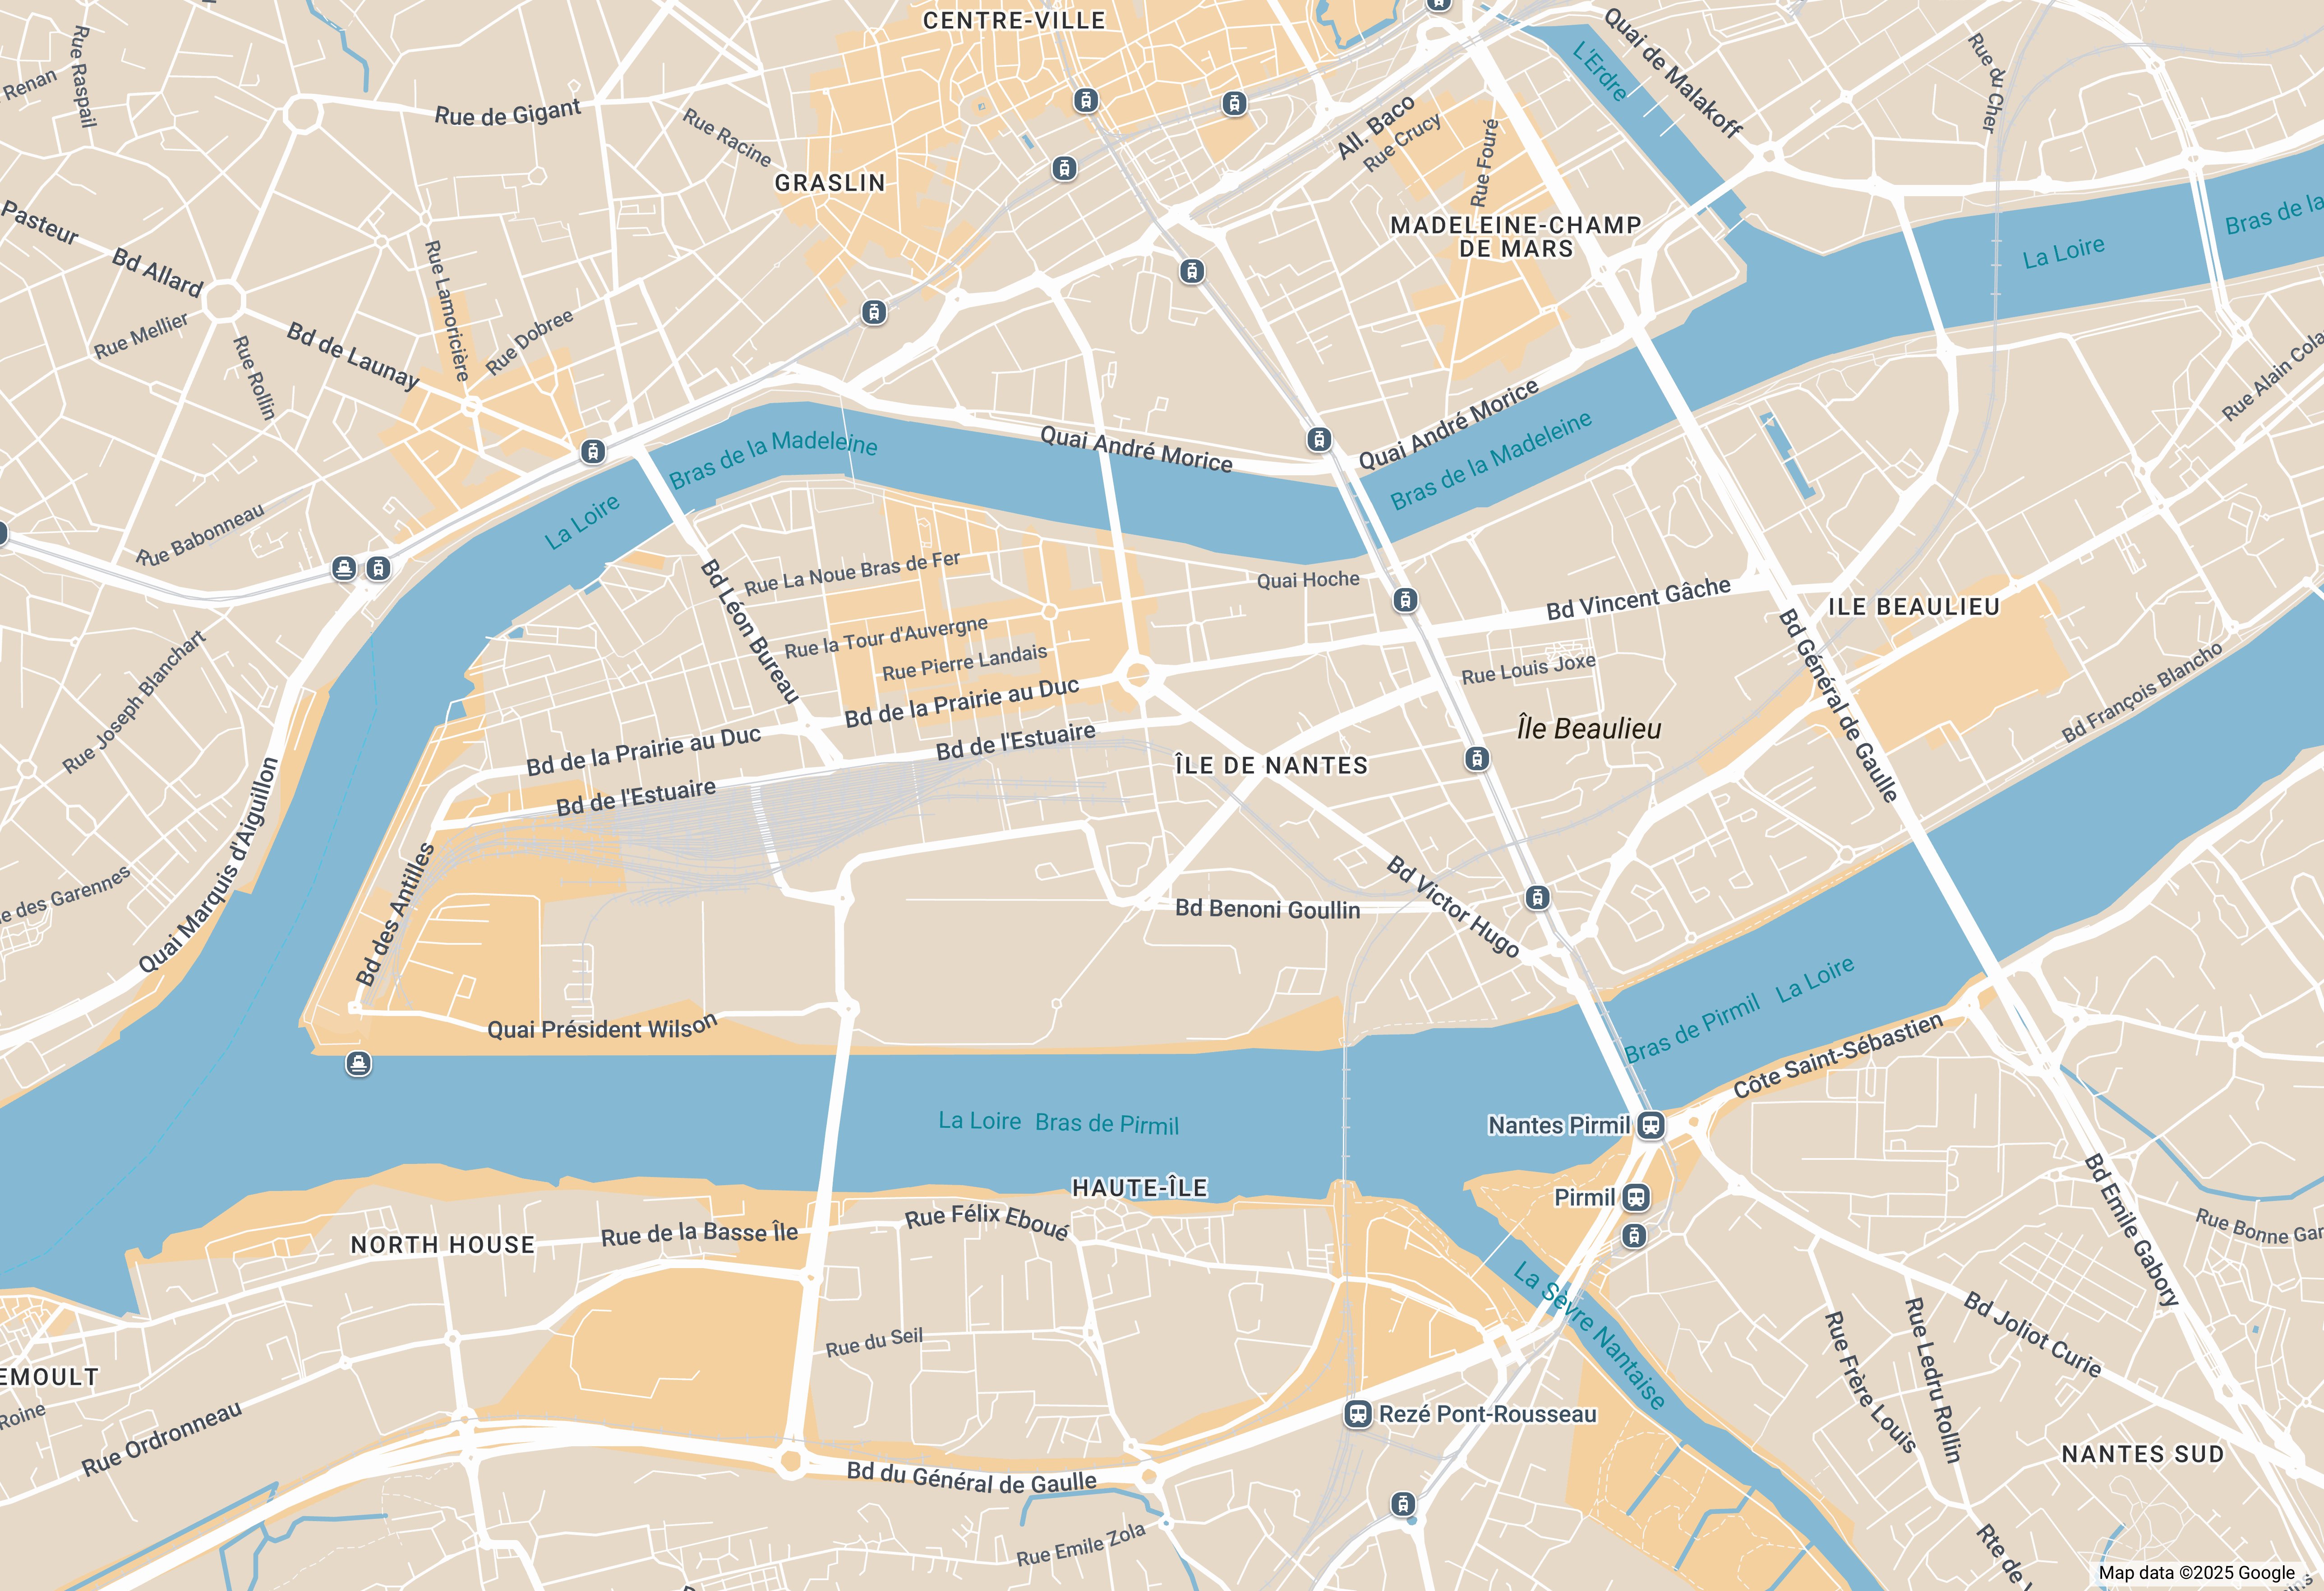 CENTRE-VILLE
Quai de Malakoff
L'Erdre
Rue du Cher
Rue Raspail
Renan
Rue de Gigant
Rue Racine
All. Baco
Rue Crucy
Rue Fouré
GRASLIN
MADELEINE-CHAMP
DE MARS
Pasteur
Bd Allard
La Loire
Bras de la
Rue Lamoricière
Rue Mellier
Bd de Launay
Rue Dobree
Rue Rollin
Rue Alain Cola
Quai André Morice
Quai André Morice
Bras de la Madeleine
Bras de la Madeleine
La Loire
Rue Babonneau
Bd Léon Bureau
Rue La Noue Bras de Fer
Quai Hoche
Bd Vincent Gâche
ILE BEAULIEU
Rue la Tour d'Auvergne
Rue Pierre Landais
Rue Louis Joxe
Bd Général de Gaulle
Rue Joseph Blanchart
Bd de la Prairie au Duc
Bd de la Prairie au Duc
Île Beaulieu
Bd François Blancho
Bd de l'Estuaire
Bd de l'Estuaire
ÎLE DE NANTES
Quai Marquis d'Aiguillon
e des Garennes
Bd des Antilles
Bd Victor Hugo
Bd Benoni Goullin
Quai Président Wilson
Bras de Pirmil
La Loire
Côte Saint-Sébastien
La Loire
Bras de Pirmil
Nantes Pirmil
HAUTE-ÎLE
Pirmil
Rue Félix Eboué
Rue de la Basse Île
NORTH HOUSE
Bd Emile Gabory
Rue Bonne Gar
La Sèvre Nantaise
Rue du Seil
Bd Joliot Curie
Rue Frère Louis
Rue Ledru Rollin
EMOULT
Roine
Rue Ordronneau
Rezé Pont-Rousseau
NANTES SUD
Bd du Général de Gaulle
Rue Emile Zola
Rte de
Map data ©2025 Google